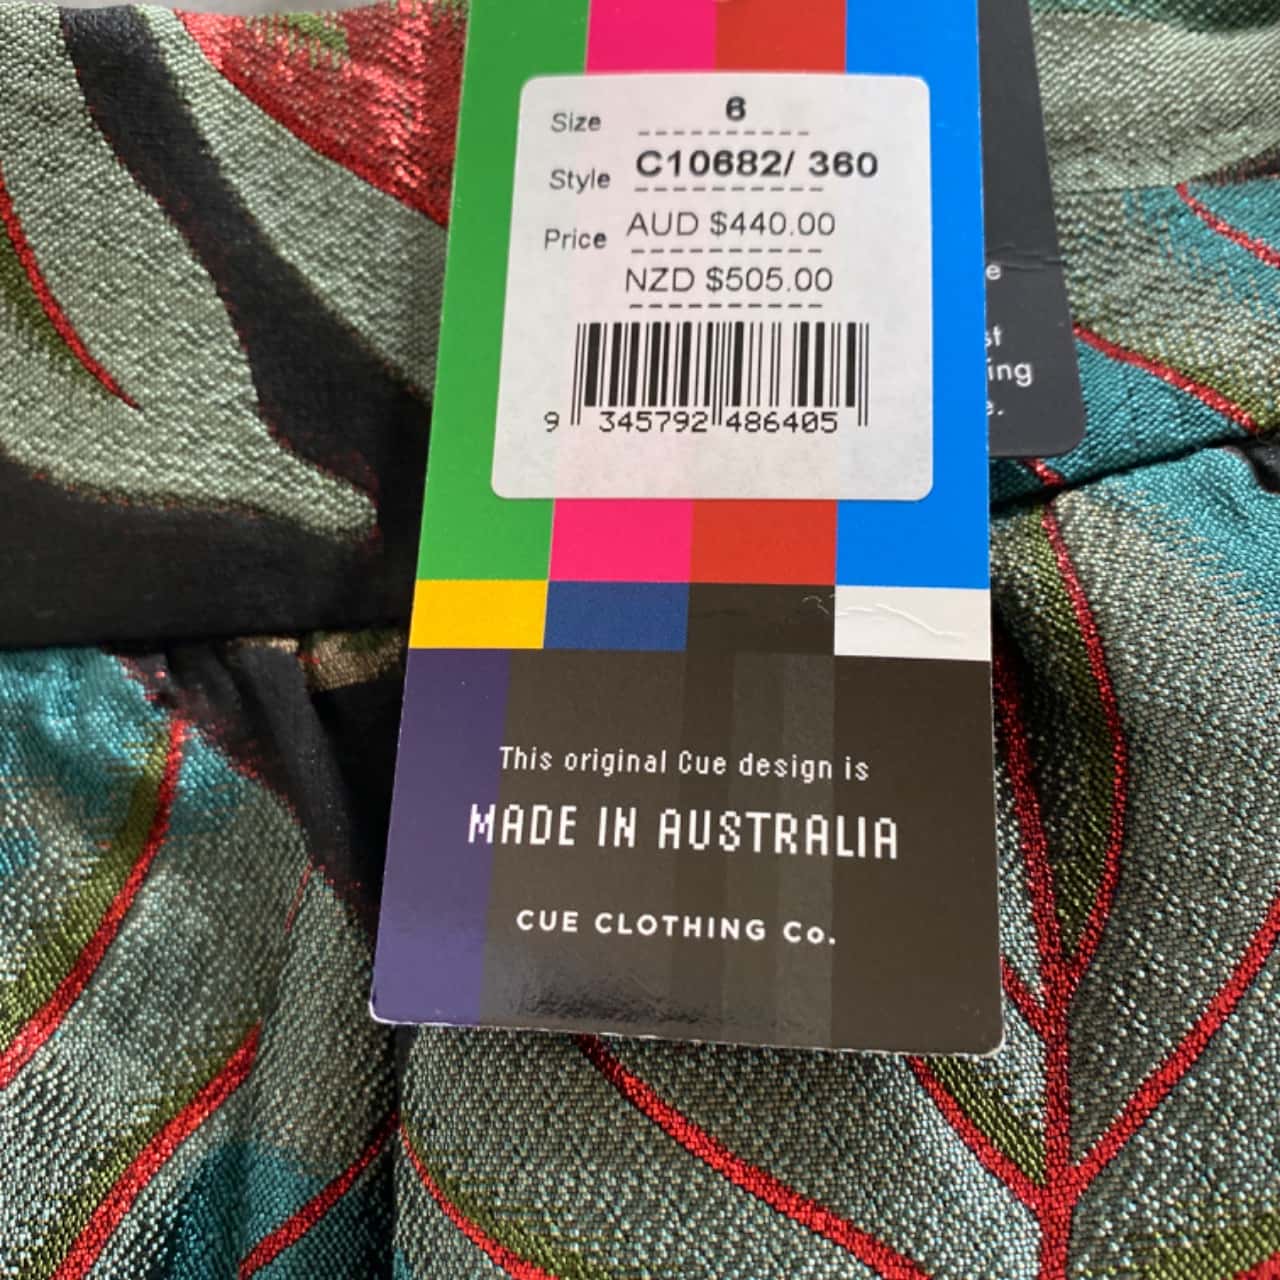 Size 6
Style C10682/ 360
Price AUD $440.00
NZD $505.00
9 345792 486405
This original Cue design is
MADE IN AUSTRALIA
CUE CLOTHING Co.